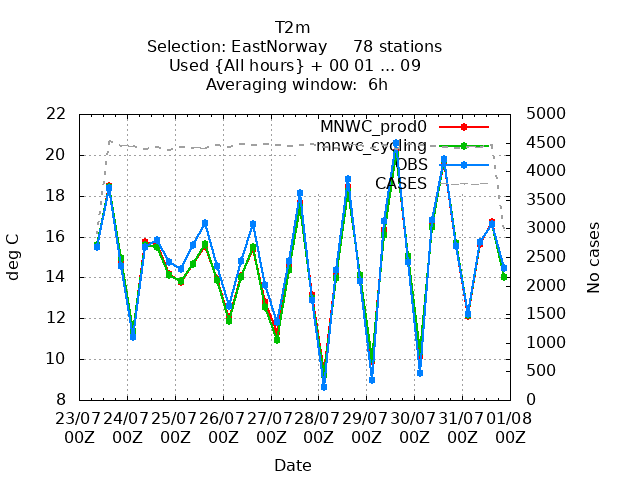 T2m
Selection: EastNorway     78 stations
Used {All hours} + 00 01 ... 09
Averaging window:  6h
22
20
18
16
14
12
10
8
deg C
5000
4500
4000
3500
3000
2500
2000
1500
1000
500
0
No cases
MNWC_prod0
mnwc_cycling
OBS
CASES
23/07 24/07 25/07 26/07 27/07 28/07 29/07 30/07 31/07 01/08
00Z 00Z 00Z 00Z 00Z 00Z 00Z 00Z 00Z 00Z
Date